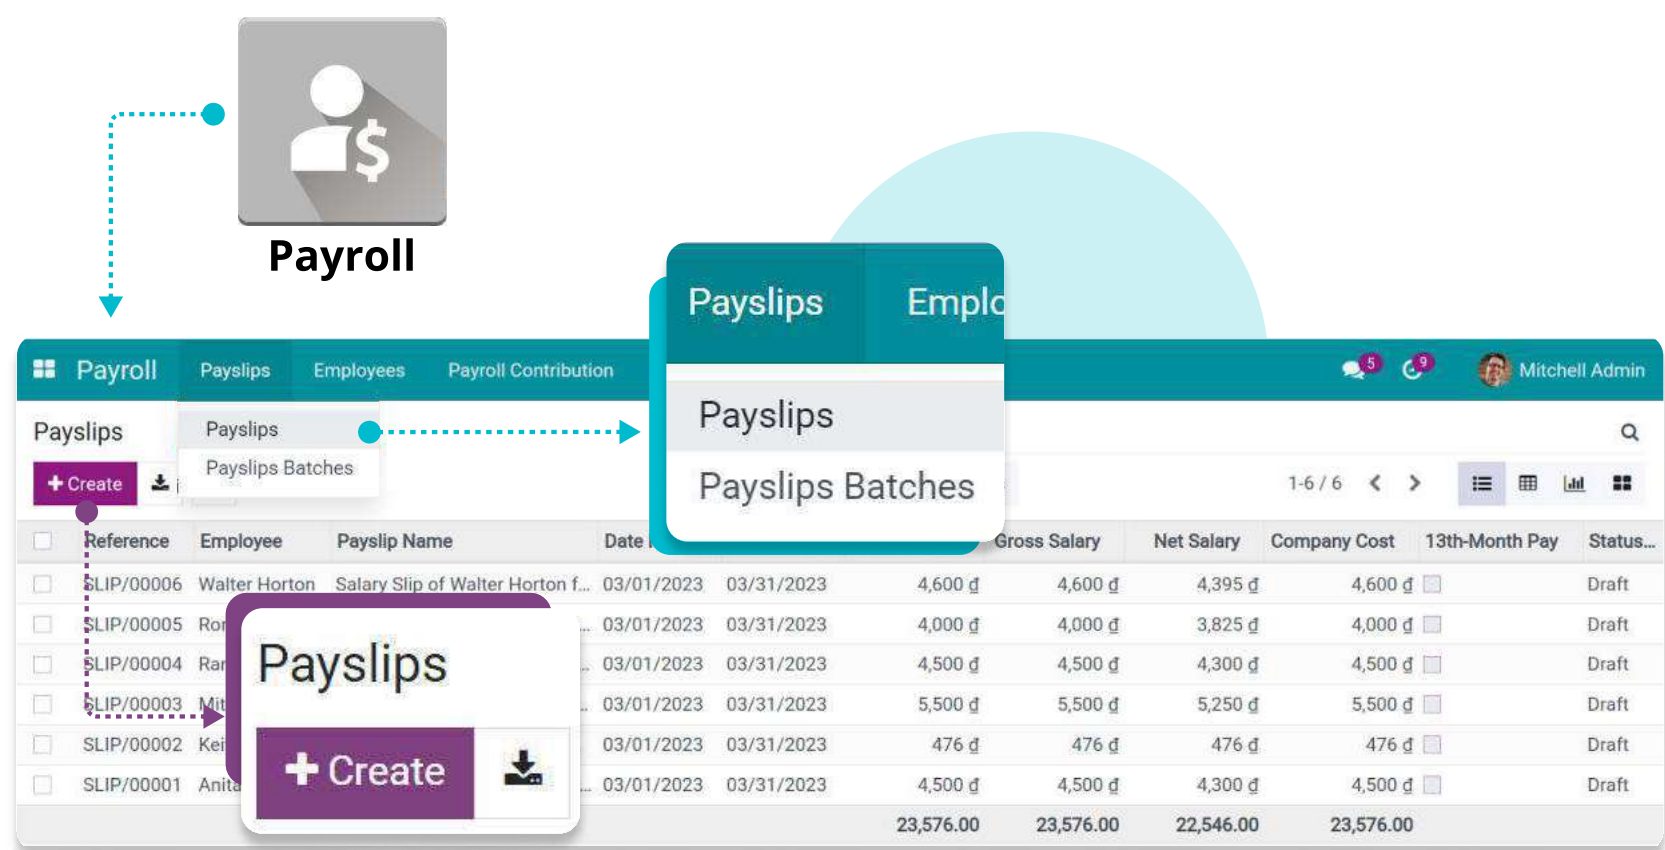 Payroll
Payslips Emplo
Payslips
Payslips Batches
Payroll Payslips Employees Payroll Contribution 5 9 Mitchell Admin
Payslips Payslips
Create Payslips Batches 1-6 / 6
Reference Employee Payslip Name Date Gross Salary Net Salary Company Cost 13th-Month Pay Status...
SLIP/00006 Walter Horton Salary Slip of Walter Horton f... 03/01/2023 03/31/2023 4,600 ₫ 4,600 ₫ 4,395 ₫ 4,600 ₫ Draft
SLIP/00005 03/01/2023 03/31/2023 4,000 ₫ 4,000 ₫ 3,825 ₫ 4,000 ₫ Draft
SLIP/00004 03/01/2023 03/31/2023 4,500 ₫ 4,500 ₫ 4,300 ₫ 4,500 ₫ Draft
SLIP/00003 Mit 03/01/2023 03/31/2023 5,500 ₫ 5,500 ₫ 5,250 ₫ 5,500 ₫ Draft
SLIP/00002 Kei 03/01/2023 03/31/2023 476 ₫ 476 ₫ 476 ₫ 476 ₫ Draft
SLIP/00001 Anita 03/01/2023 03/31/2023 4,500 ₫ 4,500 ₫ 4,300 ₫ 4,500 ₫ Draft
23,576.00 23,576.00 22,546.00 23,576.00
Payslips
Create